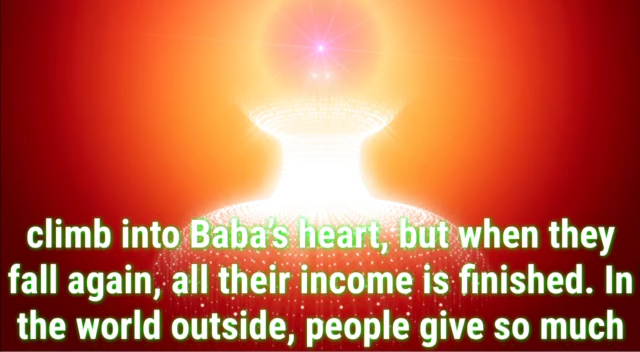 climb into Baba's heart, but when they
fall again, all their income is finished. In
the world outside, people give so much